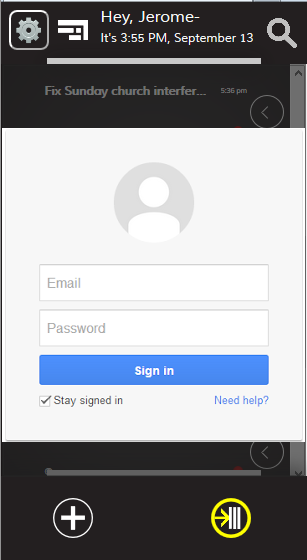 Hey, Jerome-
It's 3:55 PM, September 13
Fix Sunday church interfer... 5:36 pm
Email
Password
Sign in
Stay signed in Need help?